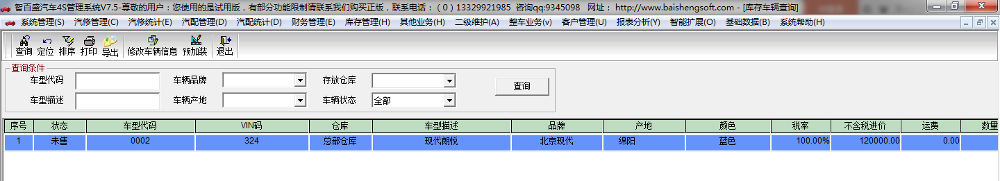 智百盛汽车4S管理系统V7.5-尊敬的用户：您使用的是试用版，有部分功能限制请联系我们购买正版，联系电话：（0）13329921985 咨询qq:9345098 网址： http://www.baishengsoft.com - [库存车辆查询]
系统管理(S) 汽修管理(C) 汽修统计(E) 汽配管理(D) 汽配统计(D) 财务管理(E) 库存管理(H) 其他业务(H) 二级维护(A) 整车业务(v) 客户管理(U) 报表分析(Y) 智能扩展(O) 基础数据(B) 系统帮助(H)
查询 定位 排序 打印 导出 修改车辆信息 预加装 退出
查询条件
车型代码 车辆品牌 存放仓库 查询
车型描述 车辆产地 车辆状态 全部
序号 状态 车型代码 VIN码 仓库 车型描述 品牌 产地 颜色 税率 不含税进价 运费 数量
1 未售 0002 324 总部仓库 现代朗悦 北京现代 绵阳 蓝色 100.00% 120000.00 0.00